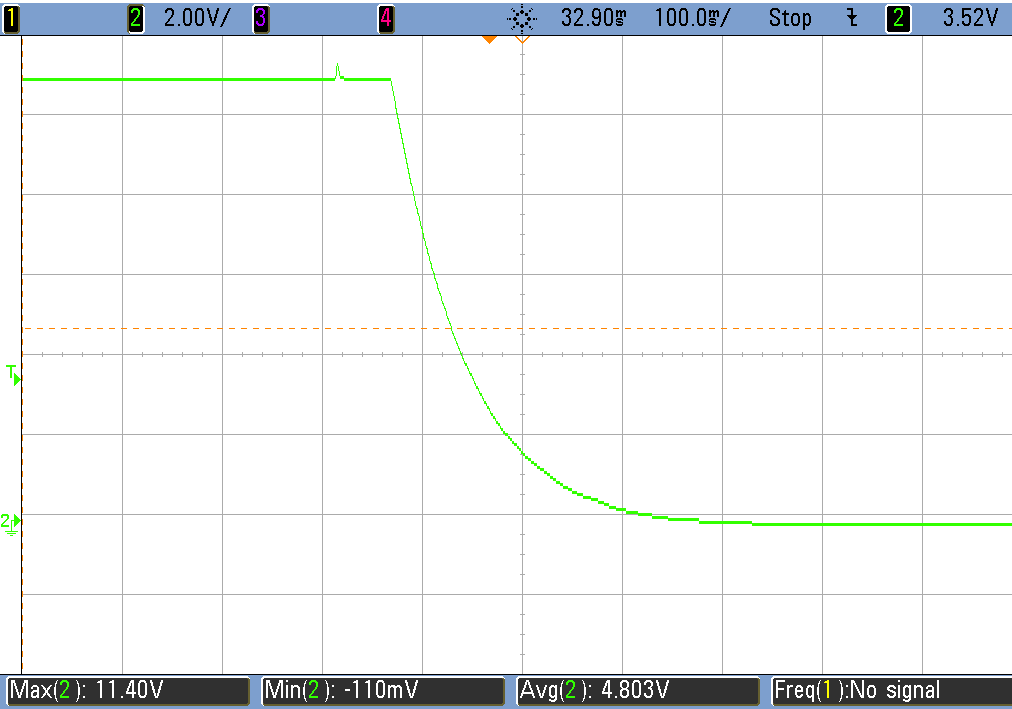 1 2 2.00V/ 3 4 32.90ms 100.0ms/ Stop 2 3.52V
T
2
Max(2): 11.40V Min(2): -110mV Avg(2): 4.803V Freq(1):No signal